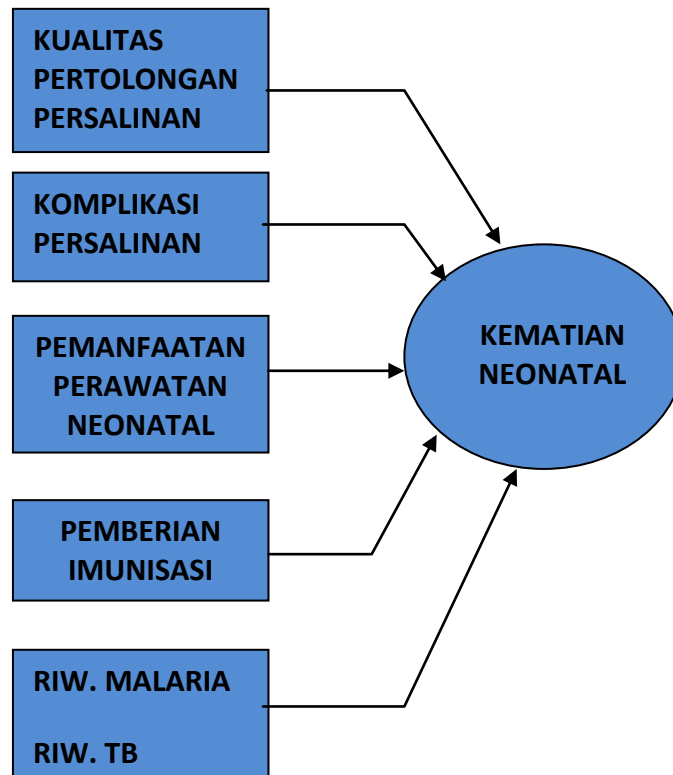 KUALITAS
PERTOLONGAN
PERSALINAN
KOMPLIKASI
PERSALINAN
PEMANFAATAN
PERAWATAN
NEONATAL
PEMBERIAN
IMUNISASI
RIW. MALARIA
RIW. TB
KEMATIAN
NEONATAL